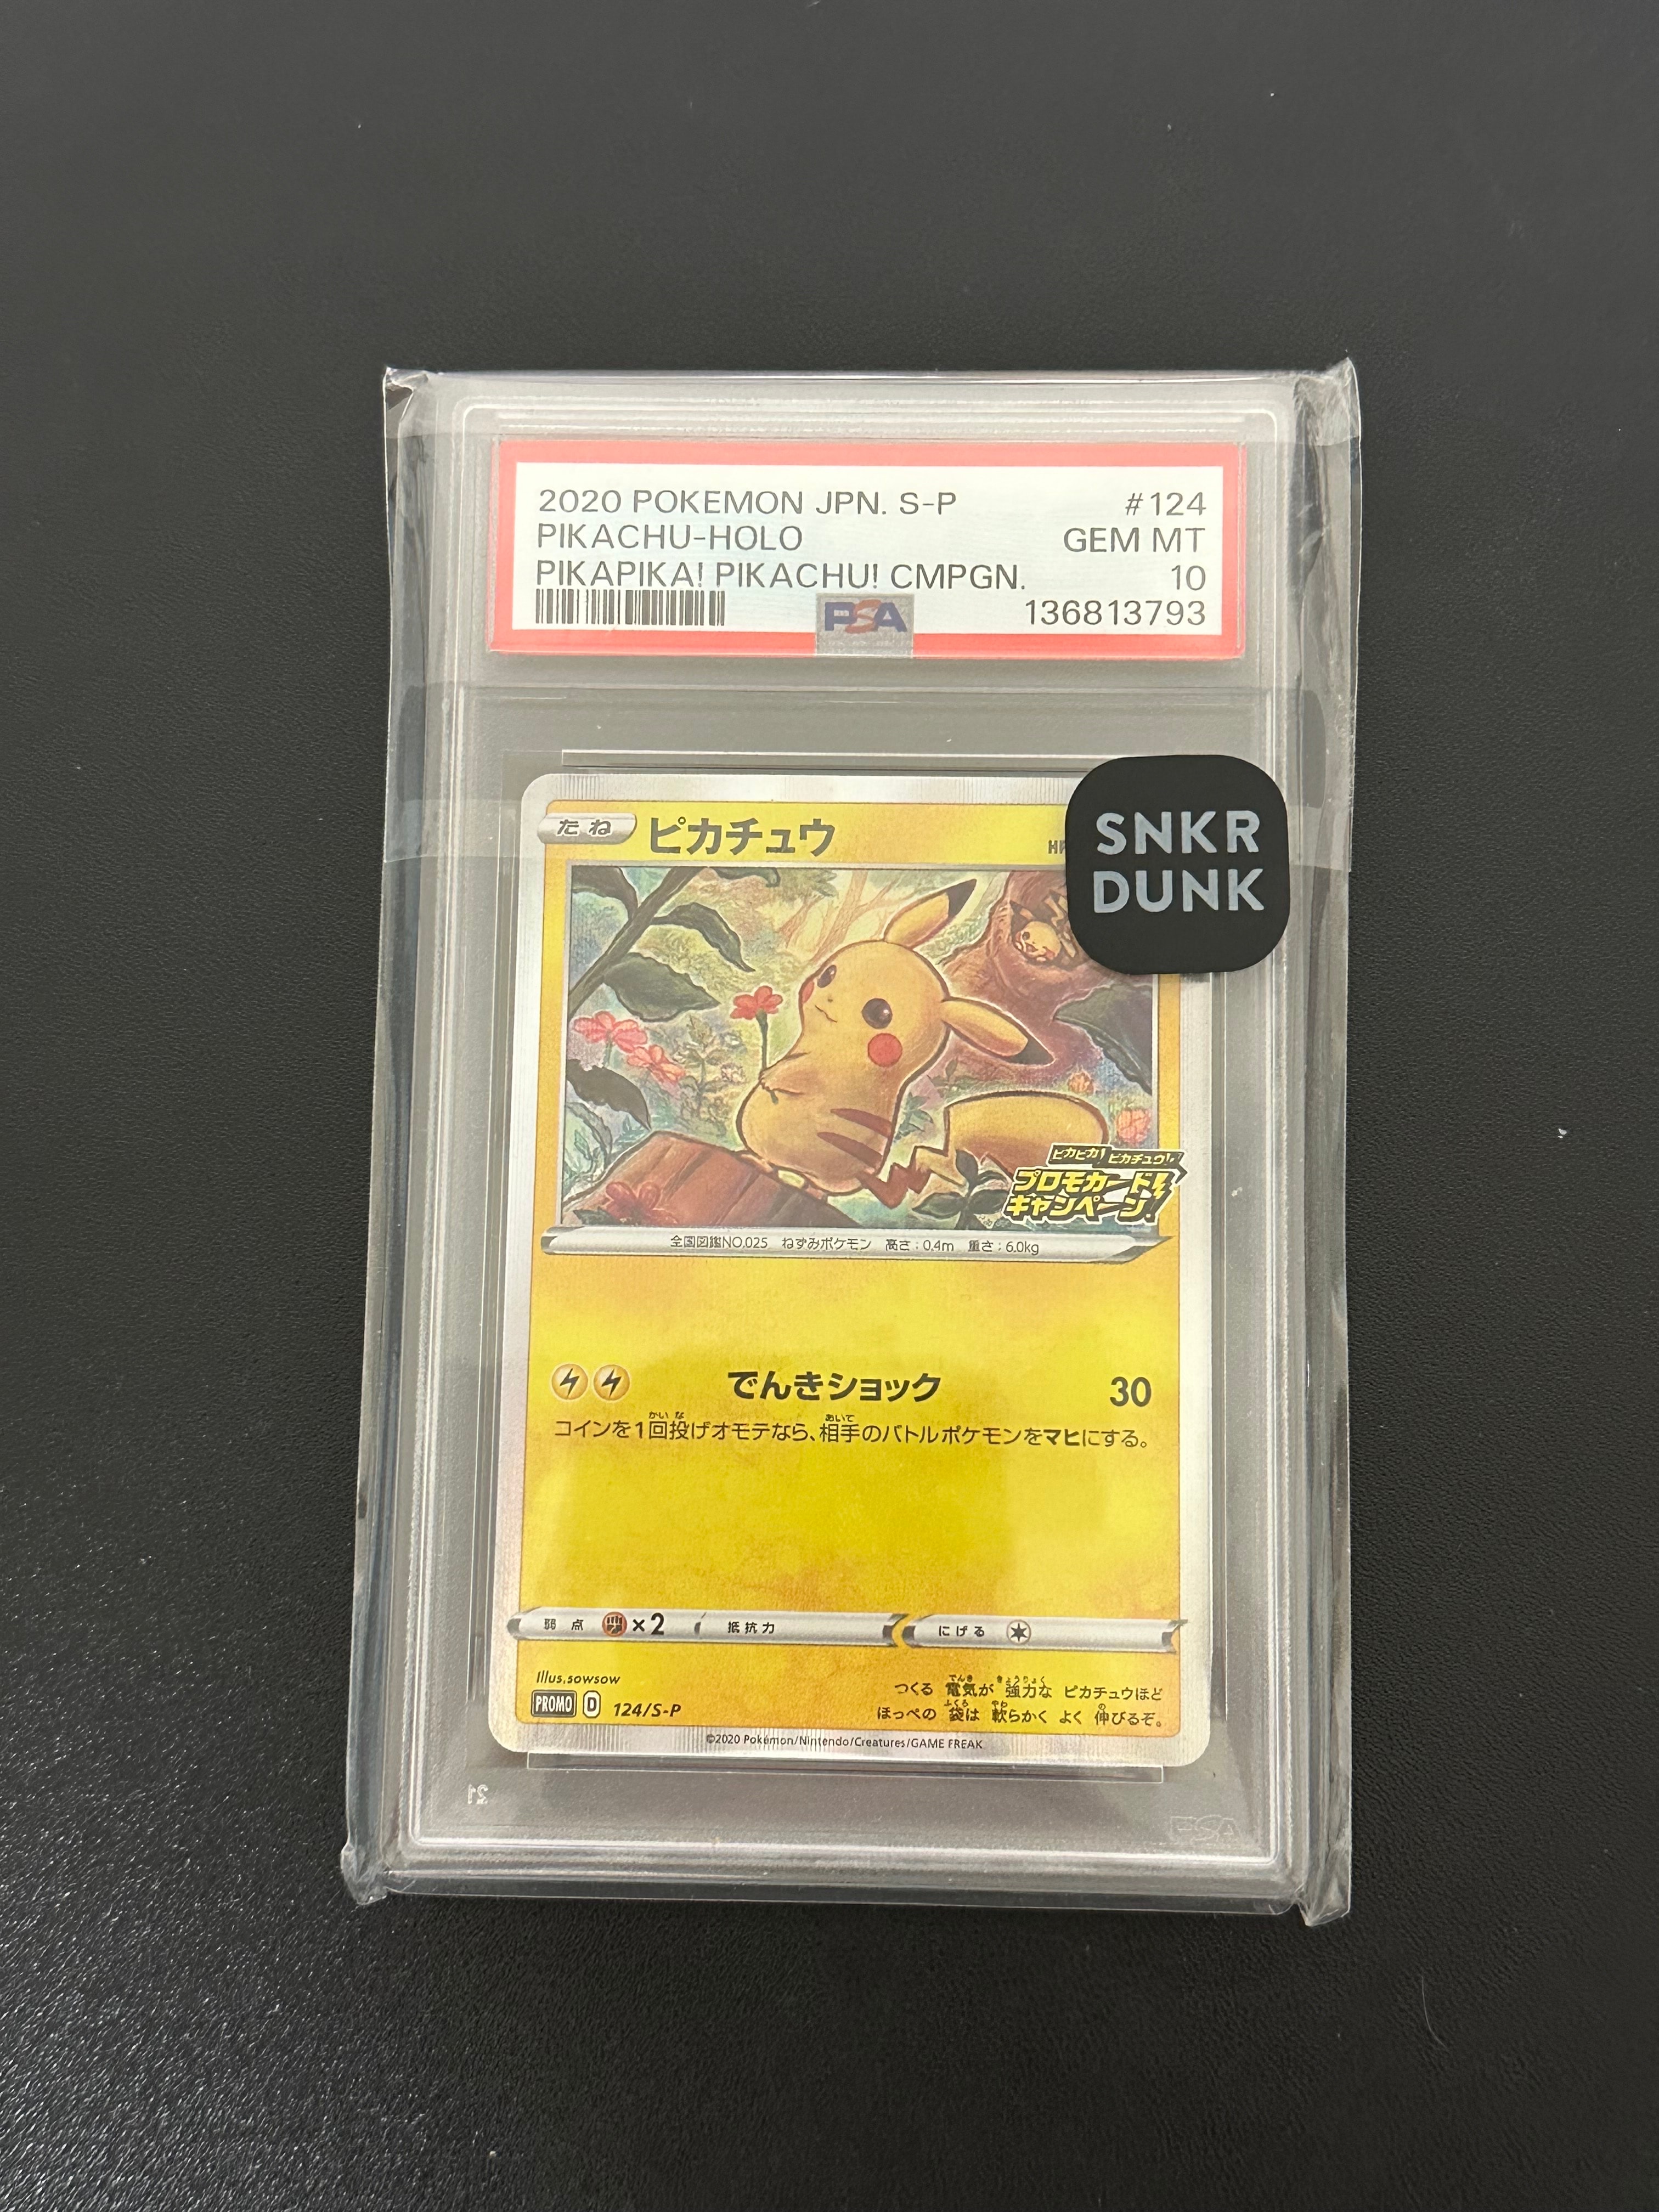 2020 POKEMON JPN. S-P #124
PIKACHU-HOLO GEM MT
PIKAPIKA! PIKACHU! CMPGN. 10
PSA 136813793
たね ピカチュウ
SNKR
DUNK
ピカピカ! ピカチュウ!
プロモカード
キャンペーン!
全国図鑑NO.025 ねずみポケモン 高さ:0.4m 重さ:6.0kg
でんきショック 30
コインを1回投げオモテなら、相手のバトルポケモンをマヒにする。
弱点 ×2 抵抗力 にげる
Illus.sowsow
PROMO D 124/S-P
つくる 電気が 強力な ピカチュウほど
ほっぺの 袋は 軟らかく よく 伸びるぞ。
©2020 Pokémon/Nintendo/Creatures/GAME FREAK
21
PSA